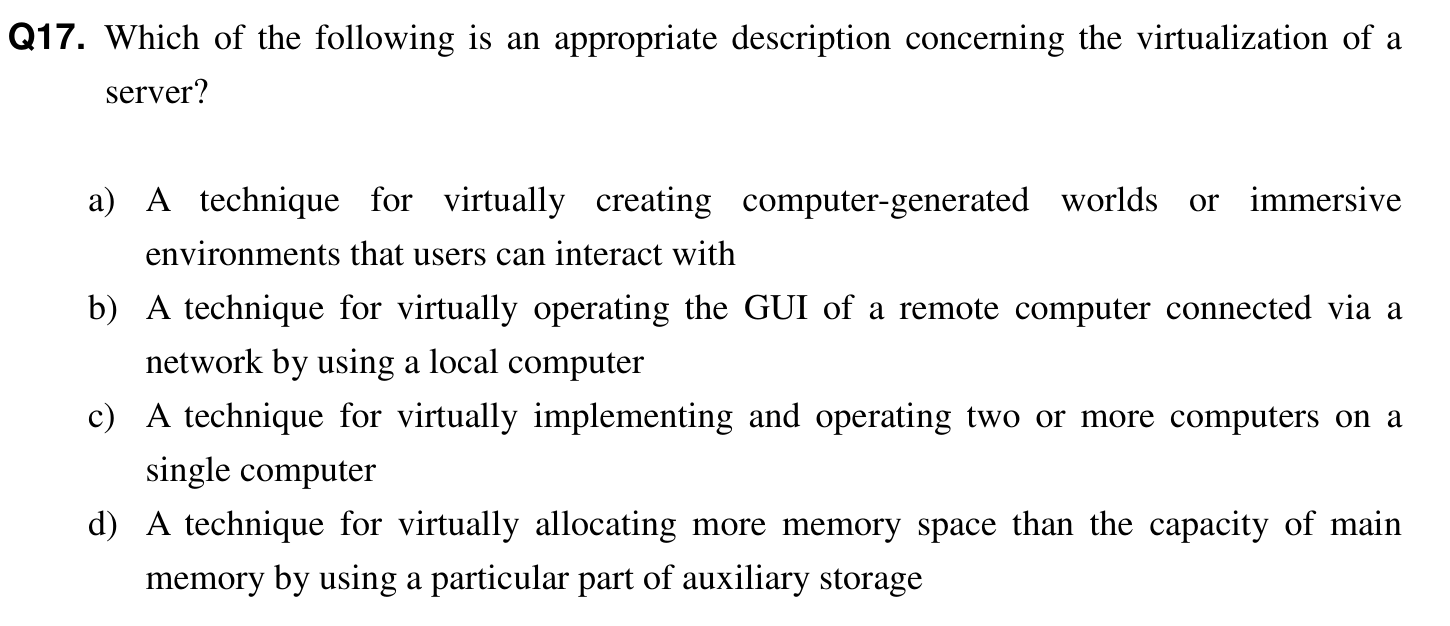 Q17. Which of the following is an appropriate description concerning the virtualization of a
server?
a) A technique for virtually creating computer-generated worlds or immersive
environments that users can interact with
b) A technique for virtually operating the GUI of a remote computer connected via a
network by using a local computer
c) A technique for virtually implementing and operating two or more computers on a
single computer
d) A technique for virtually allocating more memory space than the capacity of main
memory by using a particular part of auxiliary storage